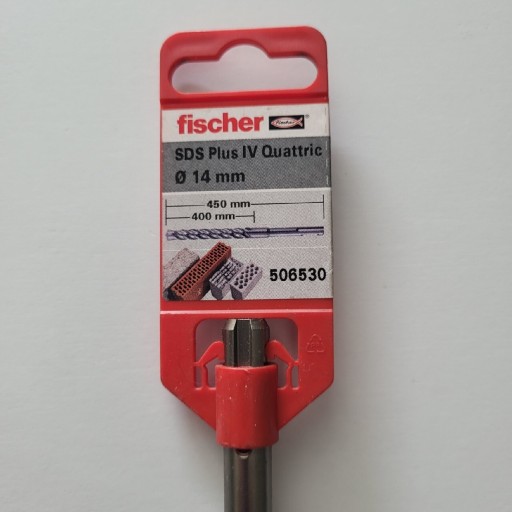 fischer
SDS Plus IV Quattric
Ø 14 mm
450 mm
400 mm
506530